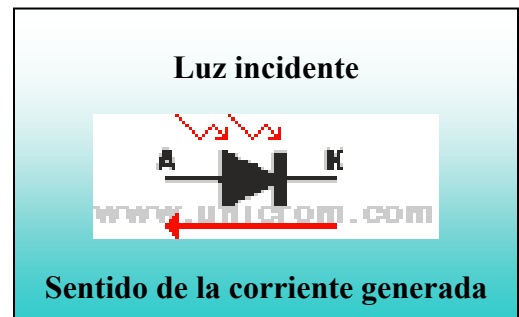 Luz incidente
A K
www.unicrom.com
Sentido de la corriente generada